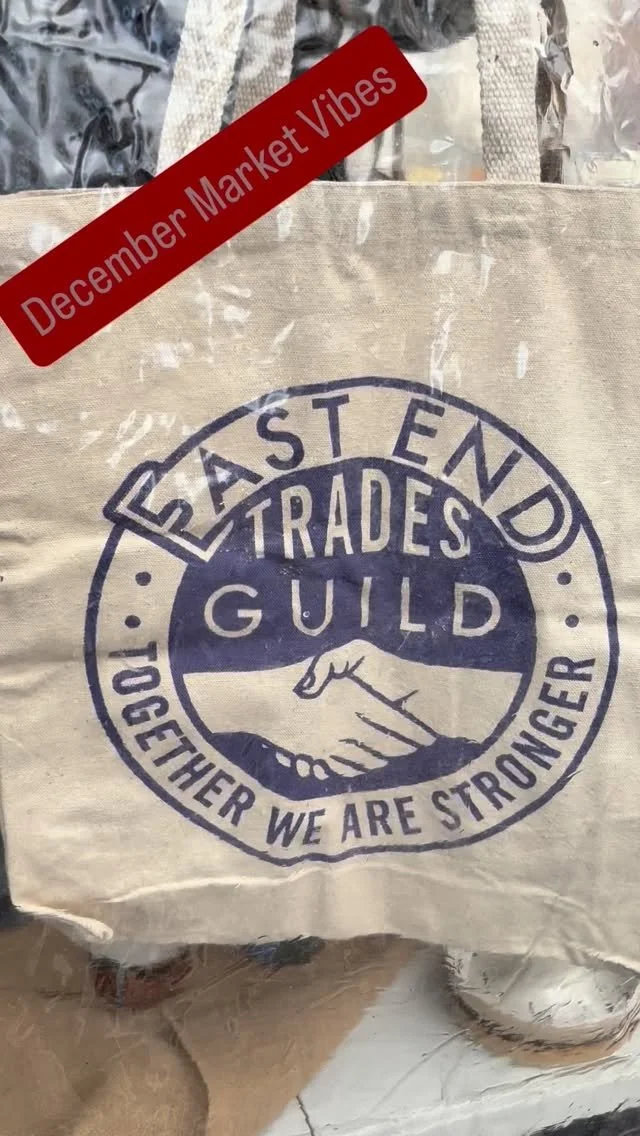 December Market Vibes
EAST END
TRADES
GUILD
TOGETHER WE ARE STRONGER